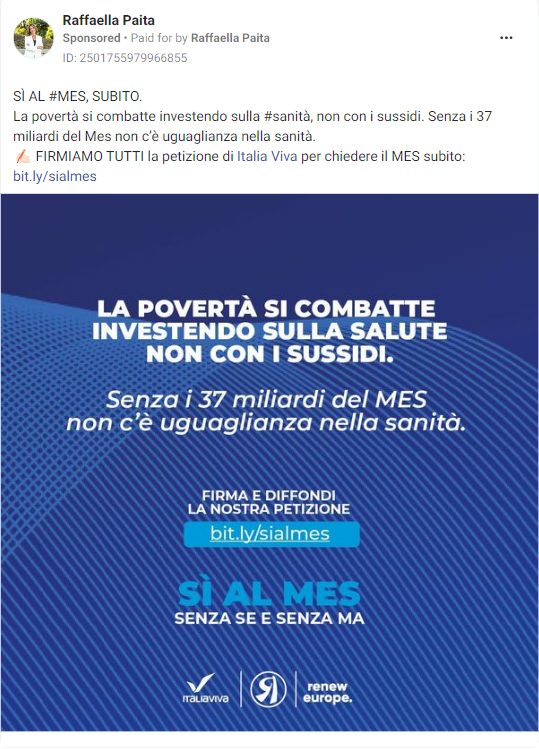 Raffaella Paita
Sponsored • Paid for by Raffaella Paita
ID: 2501755979966855
SÌ AL #MES, SUBITO.
La povertà si combatte investendo sulla #sanità, non con i sussidi. Senza i 37
miliardi del Mes non c'è uguaglianza nella sanità.
✍🏻 FIRMIAMO TUTTI la petizione di Italia Viva per chiedere il MES subito:
bit.ly/sialmes
LA POVERTÀ SI COMBATTE
INVESTENDO SULLA SALUTE
NON CON I SUSSIDI.
Senza i 37 miliardi del MES
non c'è uguaglianza nella sanità.
FIRMA E DIFFONDI
LA NOSTRA PETIZIONE
bit.ly/sialmes
SÌ AL MES
SENZA SE E SENZA MA
ITALIAVIVA
renew
europe.